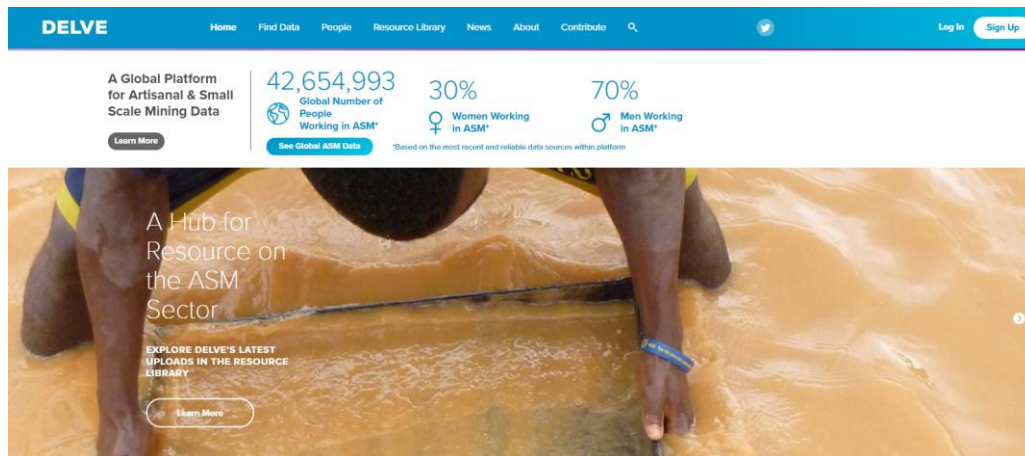 DELVE
Home Find Data People Resource Library News About Contribute
Log In
Sign Up
A Global Platform
for Artisanal & Small
Scale Mining Data
Learn More
42,654,993
Global Number of
People
Working in ASM*
See Global ASM Data
30%
Women Working
in ASM*
70%
Men Working
in ASM*
*Based on the most recent and reliable data sources within platform
A Hub for
Resource on
the ASM
Sector
EXPLORE DELVE'S LATEST
UPLOADS IN THE RESOURCE
LIBRARY
Learn More